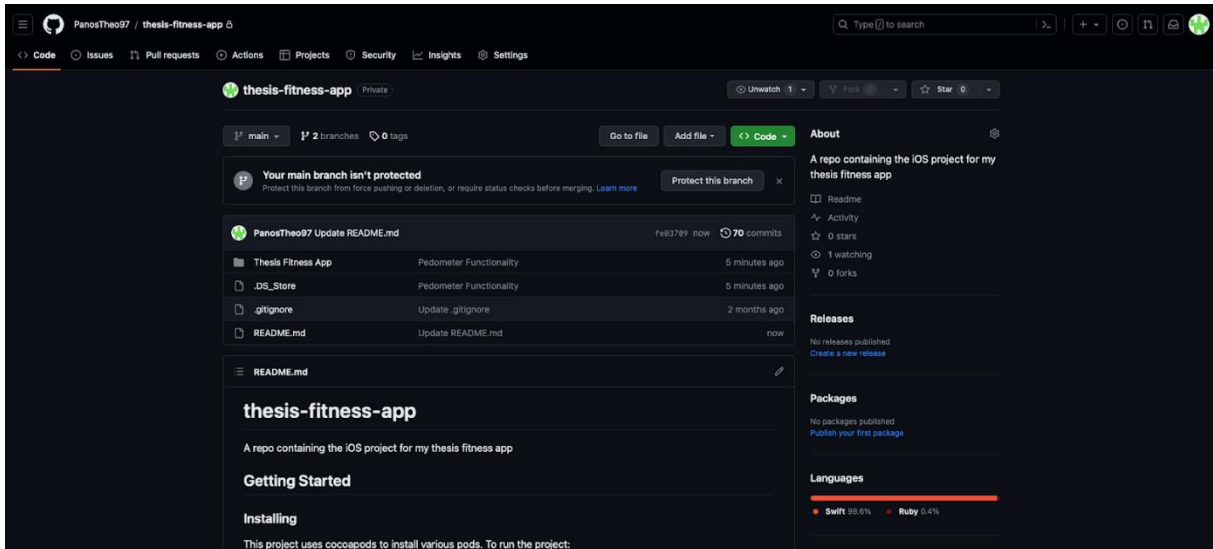 PanosTheo97 / thesis-fitness-app
Type / to search
Code Issues Pull requests Actions Projects Security Insights Settings
thesis-fitness-app Private
Unwatch 1 Fork 0 Star 0
main 2 branches 0 tags Go to file Add file Code
Your main branch isn't protected
Protect this branch from force pushing or deletion, or require status checks before merging. Learn more
Protect this branch
PanosTheo97 Update README.md now 70 commits
Thesis Fitness App Pedometer Functionality 5 minutes ago
.DS_Store Pedometer Functionality 5 minutes ago
.gitignore Update .gitignore 2 months ago
README.md Update README.md now
README.md
thesis-fitness-app
A repo containing the iOS project for my thesis fitness app
Getting Started
Installing
This project uses cocoapods to install various pods. To run the project:
About
A repo containing the iOS project for my
thesis fitness app
Readme
Activity
0 stars
1 watching
0 forks
Releases
No releases published
Create a new release
Packages
No packages published
Publish your first package
Languages
Swift 99.6% Ruby 0.4%